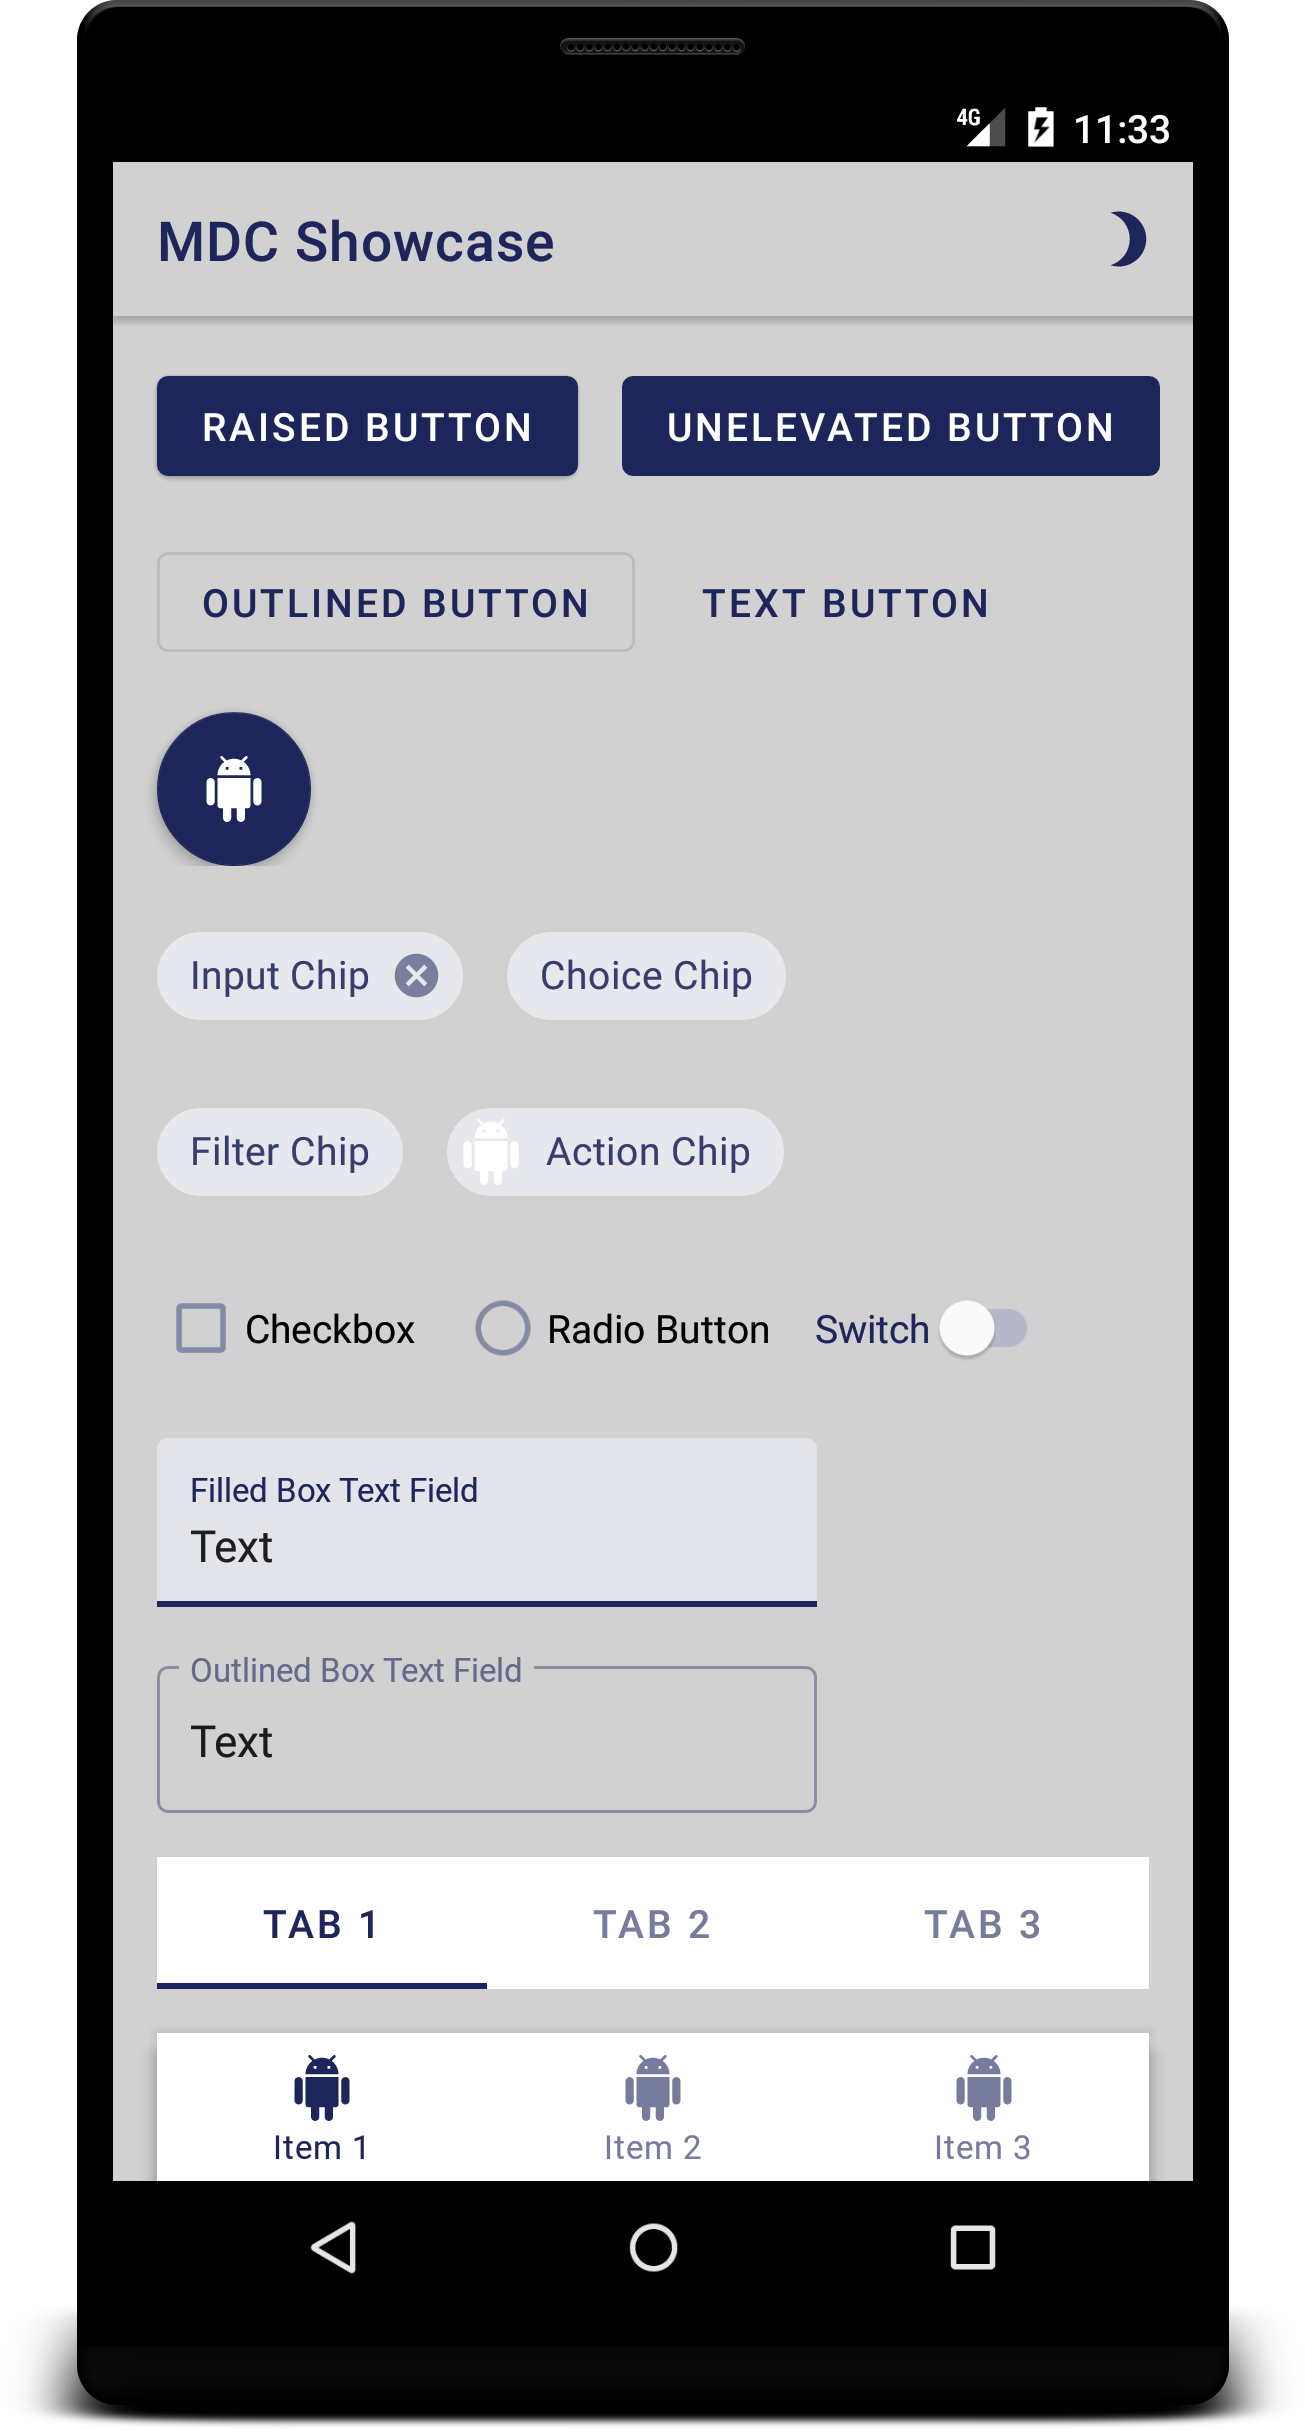 4G 11:33
MDC Showcase
RAISED BUTTON UNELEVATED BUTTON
OUTLINED BUTTON TEXT BUTTON
Input Chip Choice Chip
Filter Chip Action Chip
Checkbox Radio Button Switch
Filled Box Text Field
Text
Outlined Box Text Field
Text
TAB 1 TAB 2 TAB 3
Item 1 Item 2 Item 3